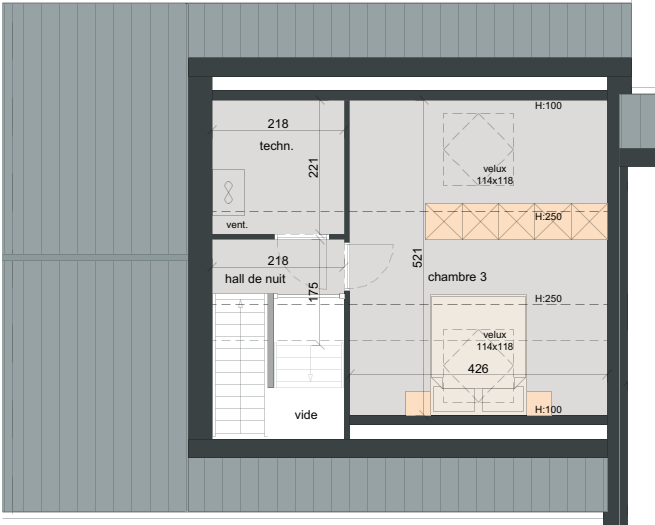 H:100
218
techn.
221
velux
114x118
vent.
H:250
218
hall de nuit
175
521
chambre 3
H:250
velux
114x118
426
vide
H:100